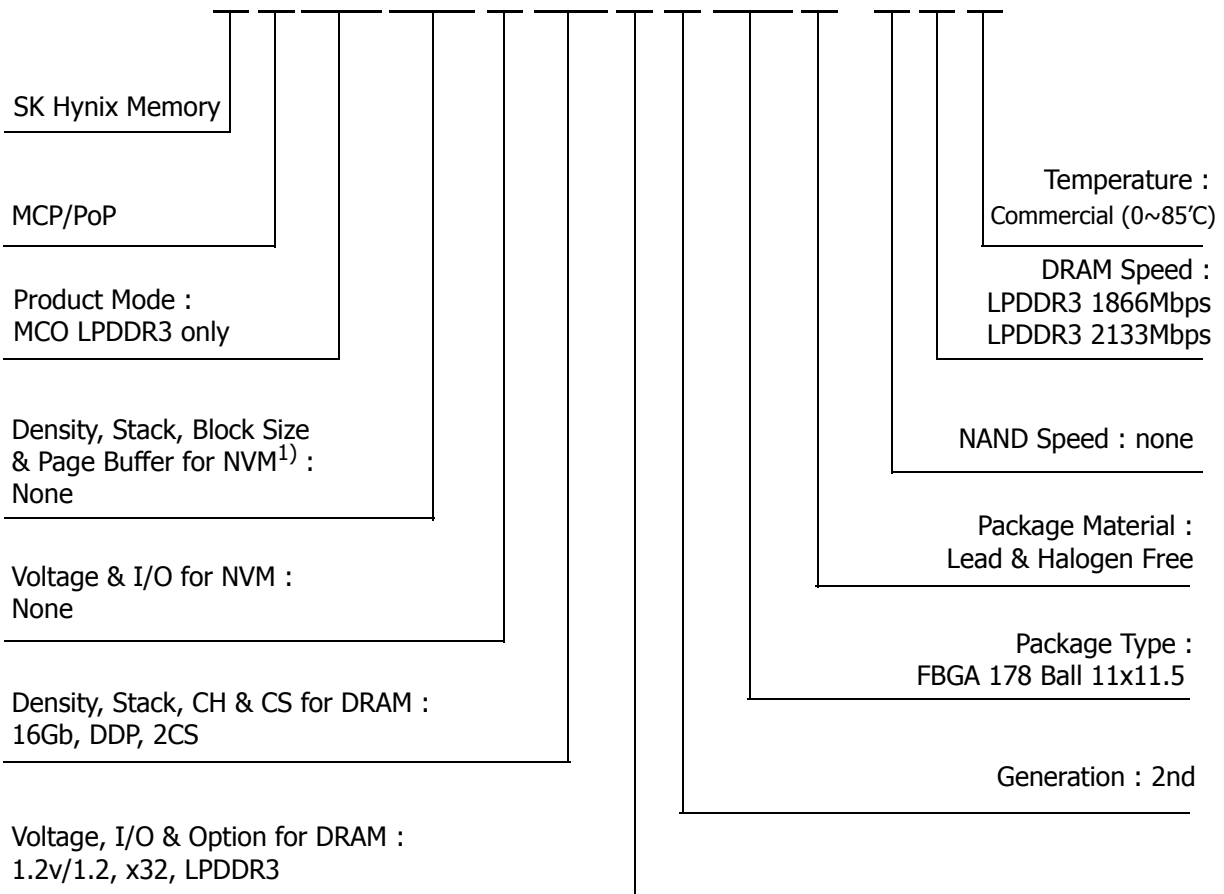 SK Hynix Memory
MCP/PoP
Product Mode :
MCO LPDDR3 only
Density, Stack, Block Size
& Page Buffer for NVM1) :
None
Voltage & I/O for NVM :
None
Density, Stack, CH & CS for DRAM :
16Gb, DDP, 2CS
Voltage, I/O & Option for DRAM :
1.2v/1.2, x32, LPDDR3
Temperature :
Commercial (0~85’C)
DRAM Speed :
LPDDR3 1866Mbps
LPDDR3 2133Mbps
NAND Speed : none
Package Material :
Lead & Halogen Free
Package Type :
FBGA 178 Ball 11x11.5
Generation : 2nd